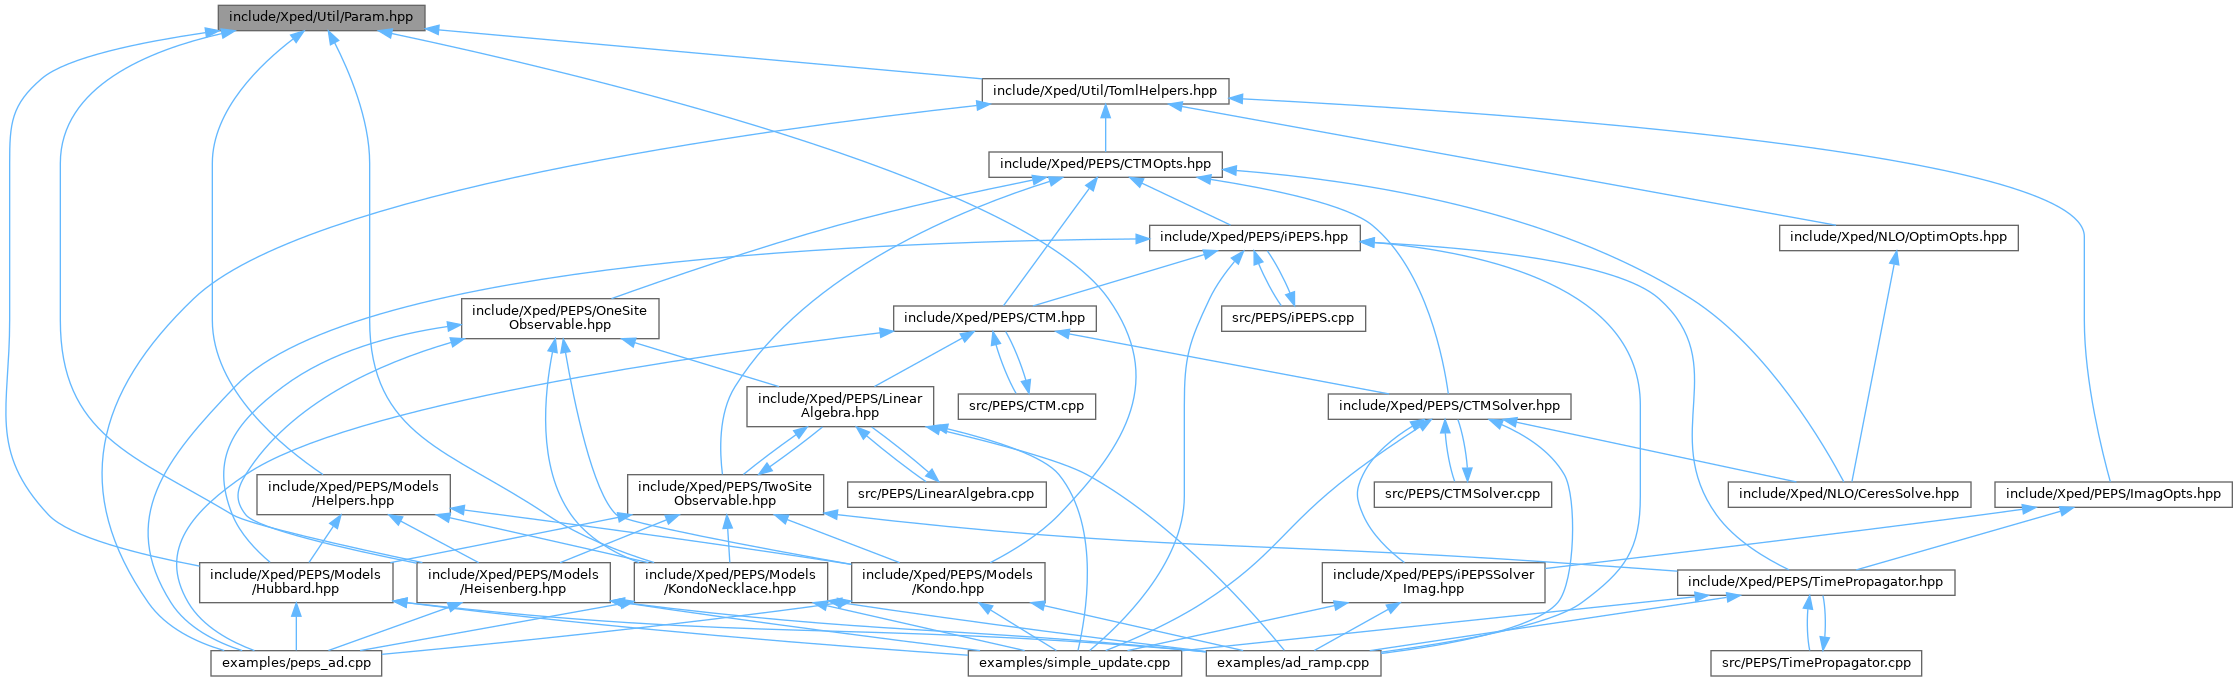 include/Xped/Util/Param.hpp
include/Xped/Util/TomlHelpers.hpp
include/Xped/PEPS/CTMOpts.hpp
include/Xped/PEPS/iPEPS.hpp
include/Xped/NLO/OptimOpts.hpp
include/Xped/PEPS/OneSite
Observable.hpp
include/Xped/PEPS/CTM.hpp
src/PEPS/iPEPS.cpp
include/Xped/PEPS/Linear
Algebra.hpp
src/PEPS/CTM.cpp
include/Xped/PEPS/CTMSolver.hpp
include/Xped/PEPS/Models
/Helpers.hpp
include/Xped/PEPS/TwoSite
Observable.hpp
src/PEPS/LinearAlgebra.cpp
src/PEPS/CTMSolver.cpp
include/Xped/NLO/CeresSolve.hpp
include/Xped/PEPS/ImagOpts.hpp
include/Xped/PEPS/Models
/Hubbard.hpp
include/Xped/PEPS/Models
/Heisenberg.hpp
include/Xped/PEPS/Models
/KondoNecklace.hpp
include/Xped/PEPS/Models
/Kondo.hpp
include/Xped/PEPS/iPEPSSolver
Imag.hpp
include/Xped/PEPS/TimePropagator.hpp
examples/peps_ad.cpp
examples/simple_update.cpp
examples/ad_ramp.cpp
src/PEPS/TimePropagator.cpp